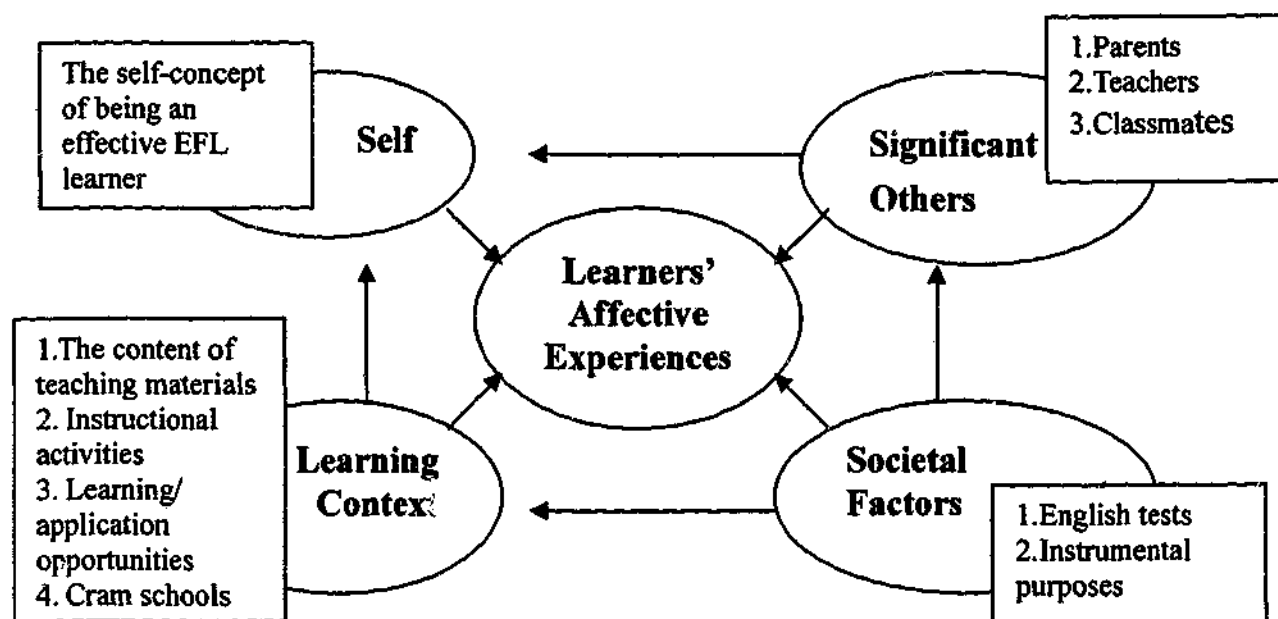 The self-concept
of being an
effective EFL
learner
Self
Significant
Others
1.Parents
2.Teachers
3.Classmates
Learners’
Affective
Experiences
1.The content of
teaching materials
2. Instructional
activities
3. Learning/
application
opportunities
4. Cram schools
Learning
Context
Societal
Factors
1.English tests
2.Instrumental
purposes